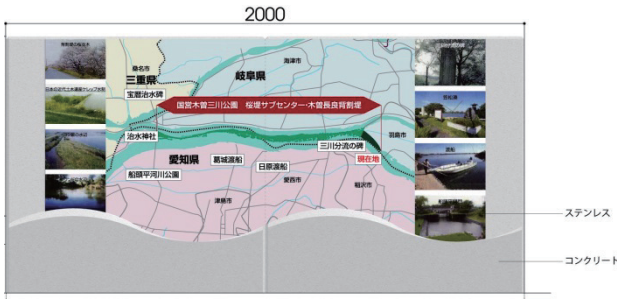 2000
桑名市
三重県
宝暦治水碑
岐阜県
海津市
国営木曽三川公園 桜堤サブセンター・木曽長良背割堤
治水神社
愛知県
船頭平河川公園
葛城渡船
日原渡船
三川分流の碑
現在地
羽島市
愛西市
稲沢市
津島市
渡船
ステンレス
コンクリート